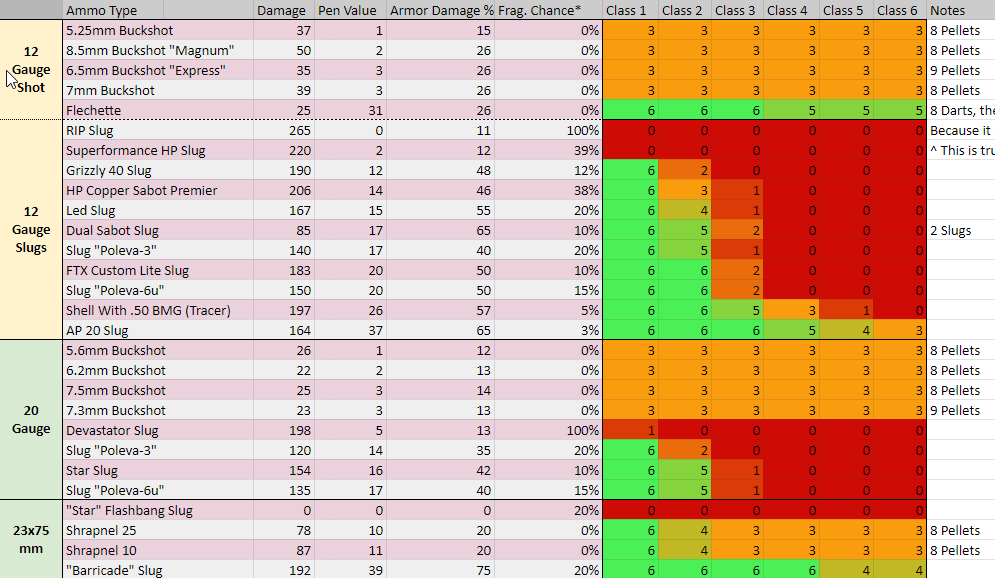 Ammo Type Damage Pen Value Armor Damage % Frag. Chance* Class 1 Class 2 Class 3 Class 4 Class 5 Class 6 Notes
12 Gauge Shot
5.25mm Buckshot 37 1 15 0% 3 3 3 3 3 3 8 Pellets
8.5mm Buckshot "Magnum" 50 2 26 0% 3 3 3 3 3 3 8 Pellets
6.5mm Buckshot "Express" 35 3 26 0% 3 3 3 3 3 3 9 Pellets
7mm Buckshot 39 3 26 0% 3 3 3 3 3 3 8 Pellets
Flechette 25 31 26 0% 6 6 6 5 5 5 8 Darts, the
12 Gauge Slugs
RIP Slug 265 0 11 100% 0 0 0 0 0 0 Because it
Superformance HP Slug 220 2 12 39% 0 0 0 0 0 0 ^ This is tru
Grizzly 40 Slug 190 12 48 12% 6 2 0 0 0 0
HP Copper Sabot Premier 206 14 46 38% 6 3 1 0 0 0
Led Slug 167 15 55 20% 6 4 1 0 0 0
Dual Sabot Slug 85 17 65 10% 6 5 2 0 0 0 2 Slugs
Slug "Poleva-3" 140 17 40 20% 6 5 1 0 0 0
FTX Custom Lite Slug 183 20 50 10% 6 6 2 0 0 0
Slug "Poleva-6u" 150 20 50 15% 6 6 2 0 0 0
Shell With .50 BMG (Tracer) 197 26 57 5% 6 6 5 3 1 0
AP 20 Slug 164 37 65 3% 6 6 6 5 4 3
20 Gauge
5.6mm Buckshot 26 1 12 0% 3 3 3 3 3 3 8 Pellets
6.2mm Buckshot 22 2 13 0% 3 3 3 3 3 3 8 Pellets
7.5mm Buckshot 25 3 14 0% 3 3 3 3 3 3 8 Pellets
7.3mm Buckshot 23 3 13 0% 3 3 3 3 3 3 9 Pellets
Devastator Slug 198 5 13 100% 1 0 0 0 0 0
Slug "Poleva-3" 120 14 35 20% 6 2 0 0 0 0
Star Slug 154 16 42 10% 6 5 1 0 0 0
Slug "Poleva-6u" 135 17 40 15% 6 5 1 0 0 0
23x75 mm
"Star" Flashbang Slug 0 0 0 20% 0 0 0 0 0 0
Shrapnel 25 78 10 20 0% 6 4 3 3 3 3 8 Pellets
Shrapnel 10 87 11 20 0% 6 4 3 3 3 3 8 Pellets
"Barricade" Slug 192 39 75 20% 6 6 6 6 4 4